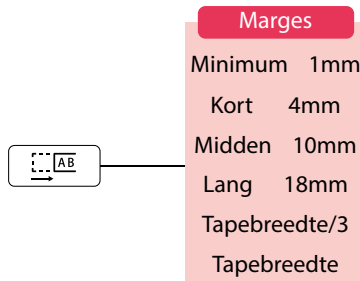 Marges
Minimum 1mm
Kort 4mm
Midden 10mm
AB
Lang 18mm
Tapebreedte/3
Tapebreedte